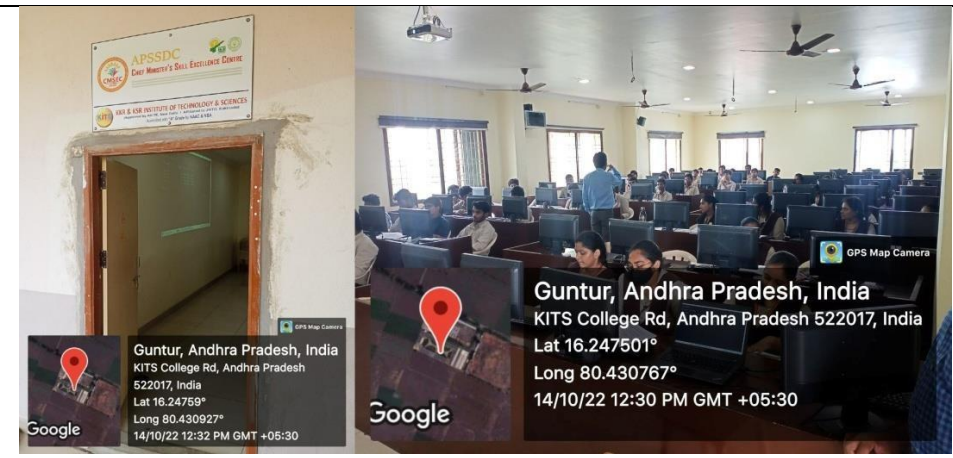 APSSDC
CHIEF MINISTER'S SKILL EXCELLENCE CENTRE
CMSEC
KITS
KKR & KSR INSTITUTE OF TECHNOLOGY & SCIENCES
GPS Map Camera
Guntur, Andhra Pradesh, India
KITS College Rd, Andhra Pradesh
522017, India
Lat 16.24759°
Long 80.430927°
14/10/22 12:32 PM GMT +05:30
Google
GPS Map Camera
Guntur, Andhra Pradesh, India
KITS College Rd, Andhra Pradesh 522017, India
Lat 16.247501°
Long 80.430767°
14/10/22 12:30 PM GMT +05:30
Google